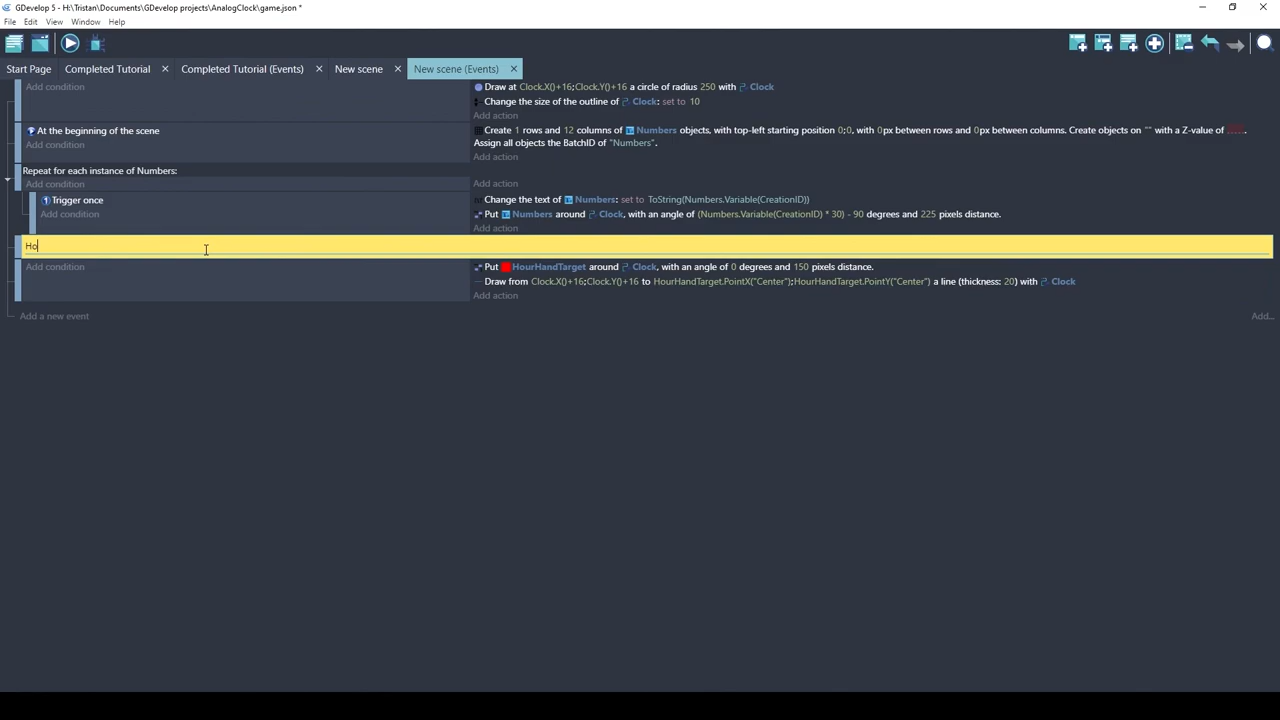 GDevelop 5 - H:\Tristan\Documents\GDevelop projects\AnalogClock\game.json *
File Edit View Window Help
Start Page Completed Tutorial Completed Tutorial (Events) New scene New scene (Events)
Add condition
Draw at Clock.X()+16;Clock.Y()+16 a circle of radius 250 with Clock
Change the size of the outline of Clock: set to 10
Add action
At the beginning of the scene
Add condition
Create 1 rows and 12 columns of Numbers objects, with top-left starting position 0;0, with 0px between rows and 0px between columns. Create objects on "" with a Z-value of .
Assign all objects the BatchID of "Numbers".
Add action
Repeat for each instance of Numbers:
Add condition
Add action
Trigger once
Add condition
Change the text of Numbers: set to ToString(Numbers.Variable(CreationID))
Put Numbers around Clock, with an angle of (Numbers.Variable(CreationID) * 30) - 90 degrees and 225 pixels distance.
Add action
Ho
Add condition
Put HourHandTarget around Clock, with an angle of 0 degrees and 150 pixels distance.
Draw from Clock.X()+16;Clock.Y()+16 to HourHandTarget.PointX("Center");HourHandTarget.PointY("Center") a line (thickness: 20) with Clock
Add action
Add a new event
Add...